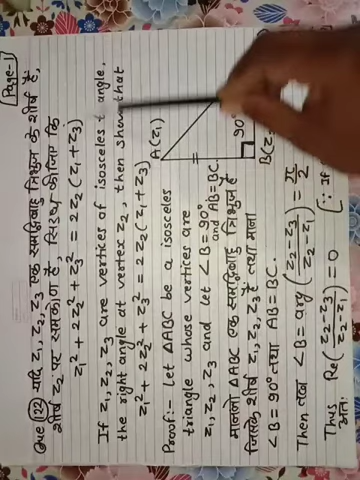 Page-1
Que 122 यदि z₁, z₂, z₃ एक समद्विबाहु त्रिभुज के शीर्ष हैं,
शीर्ष z₂ पर समकोण है सिद्ध कीजिए कि
z₁² + 2z₂² + z₃² = 2z₂(z₁+z₃)
If z₁, z₂, z₃ are vertices of isosceles angle,
the right angle at vertex z₂, then show that
z₁² + 2z₂² + z₃² = 2z₂(z₁+z₃)
Proof:- Let △ABC be a isosceles
triangle whose vertices are
z₁, z₂, z₃ and let ∠B = 90°
and AB = BC
A(z₁)
90°
B(z₂
माना △ABC एक समद्विबाहु त्रिभुज है
जिसके शीर्ष z₁, z₂, z₃ हैं तथा माना
∠B = 90° तथा AB = BC.
Then तब ∠B = arg((z₂-z₃)/(z₂-z₁)) = π/2
Thus अतः Re((z₂-z₃)/(z₂-z₁)) = 0 [∵ If